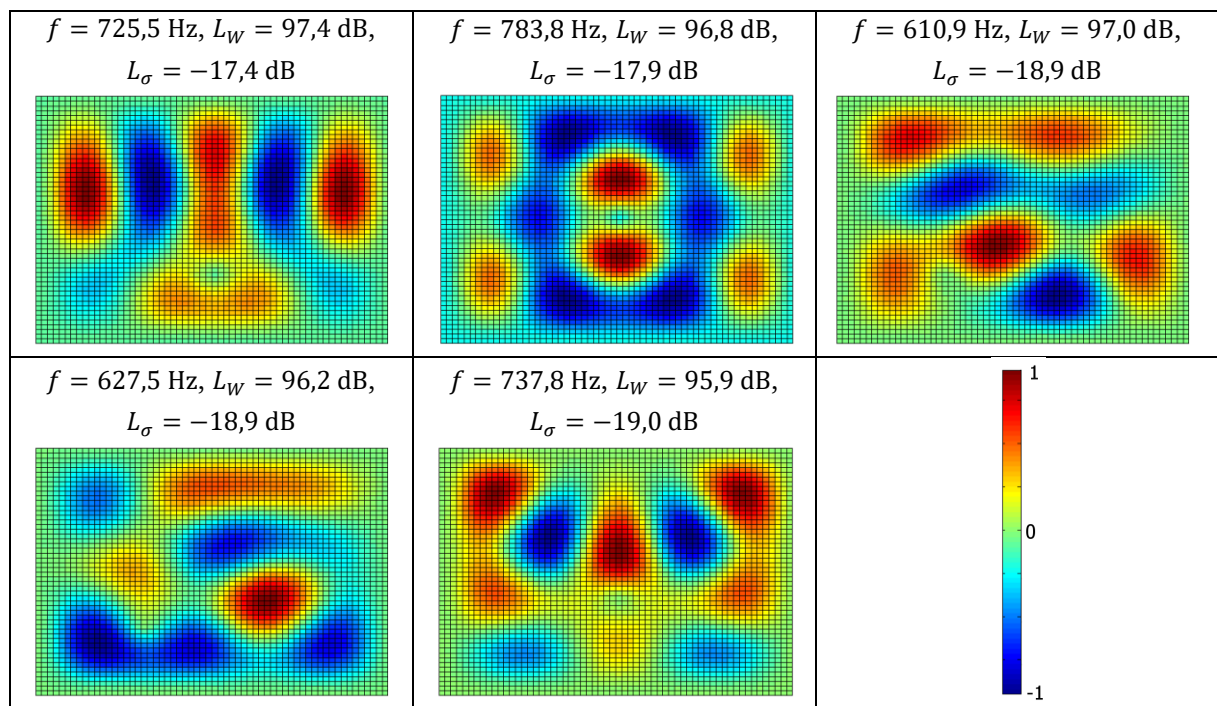 f = 725,5 Hz, L_W = 97,4 dB,
L_σ = −17,4 dB
f = 783,8 Hz, L_W = 96,8 dB,
L_σ = −17,9 dB
f = 610,9 Hz, L_W = 97,0 dB,
L_σ = −18,9 dB
f = 627,5 Hz, L_W = 96,2 dB,
L_σ = −18,9 dB
f = 737,8 Hz, L_W = 95,9 dB,
L_σ = −19,0 dB
1
0
-1